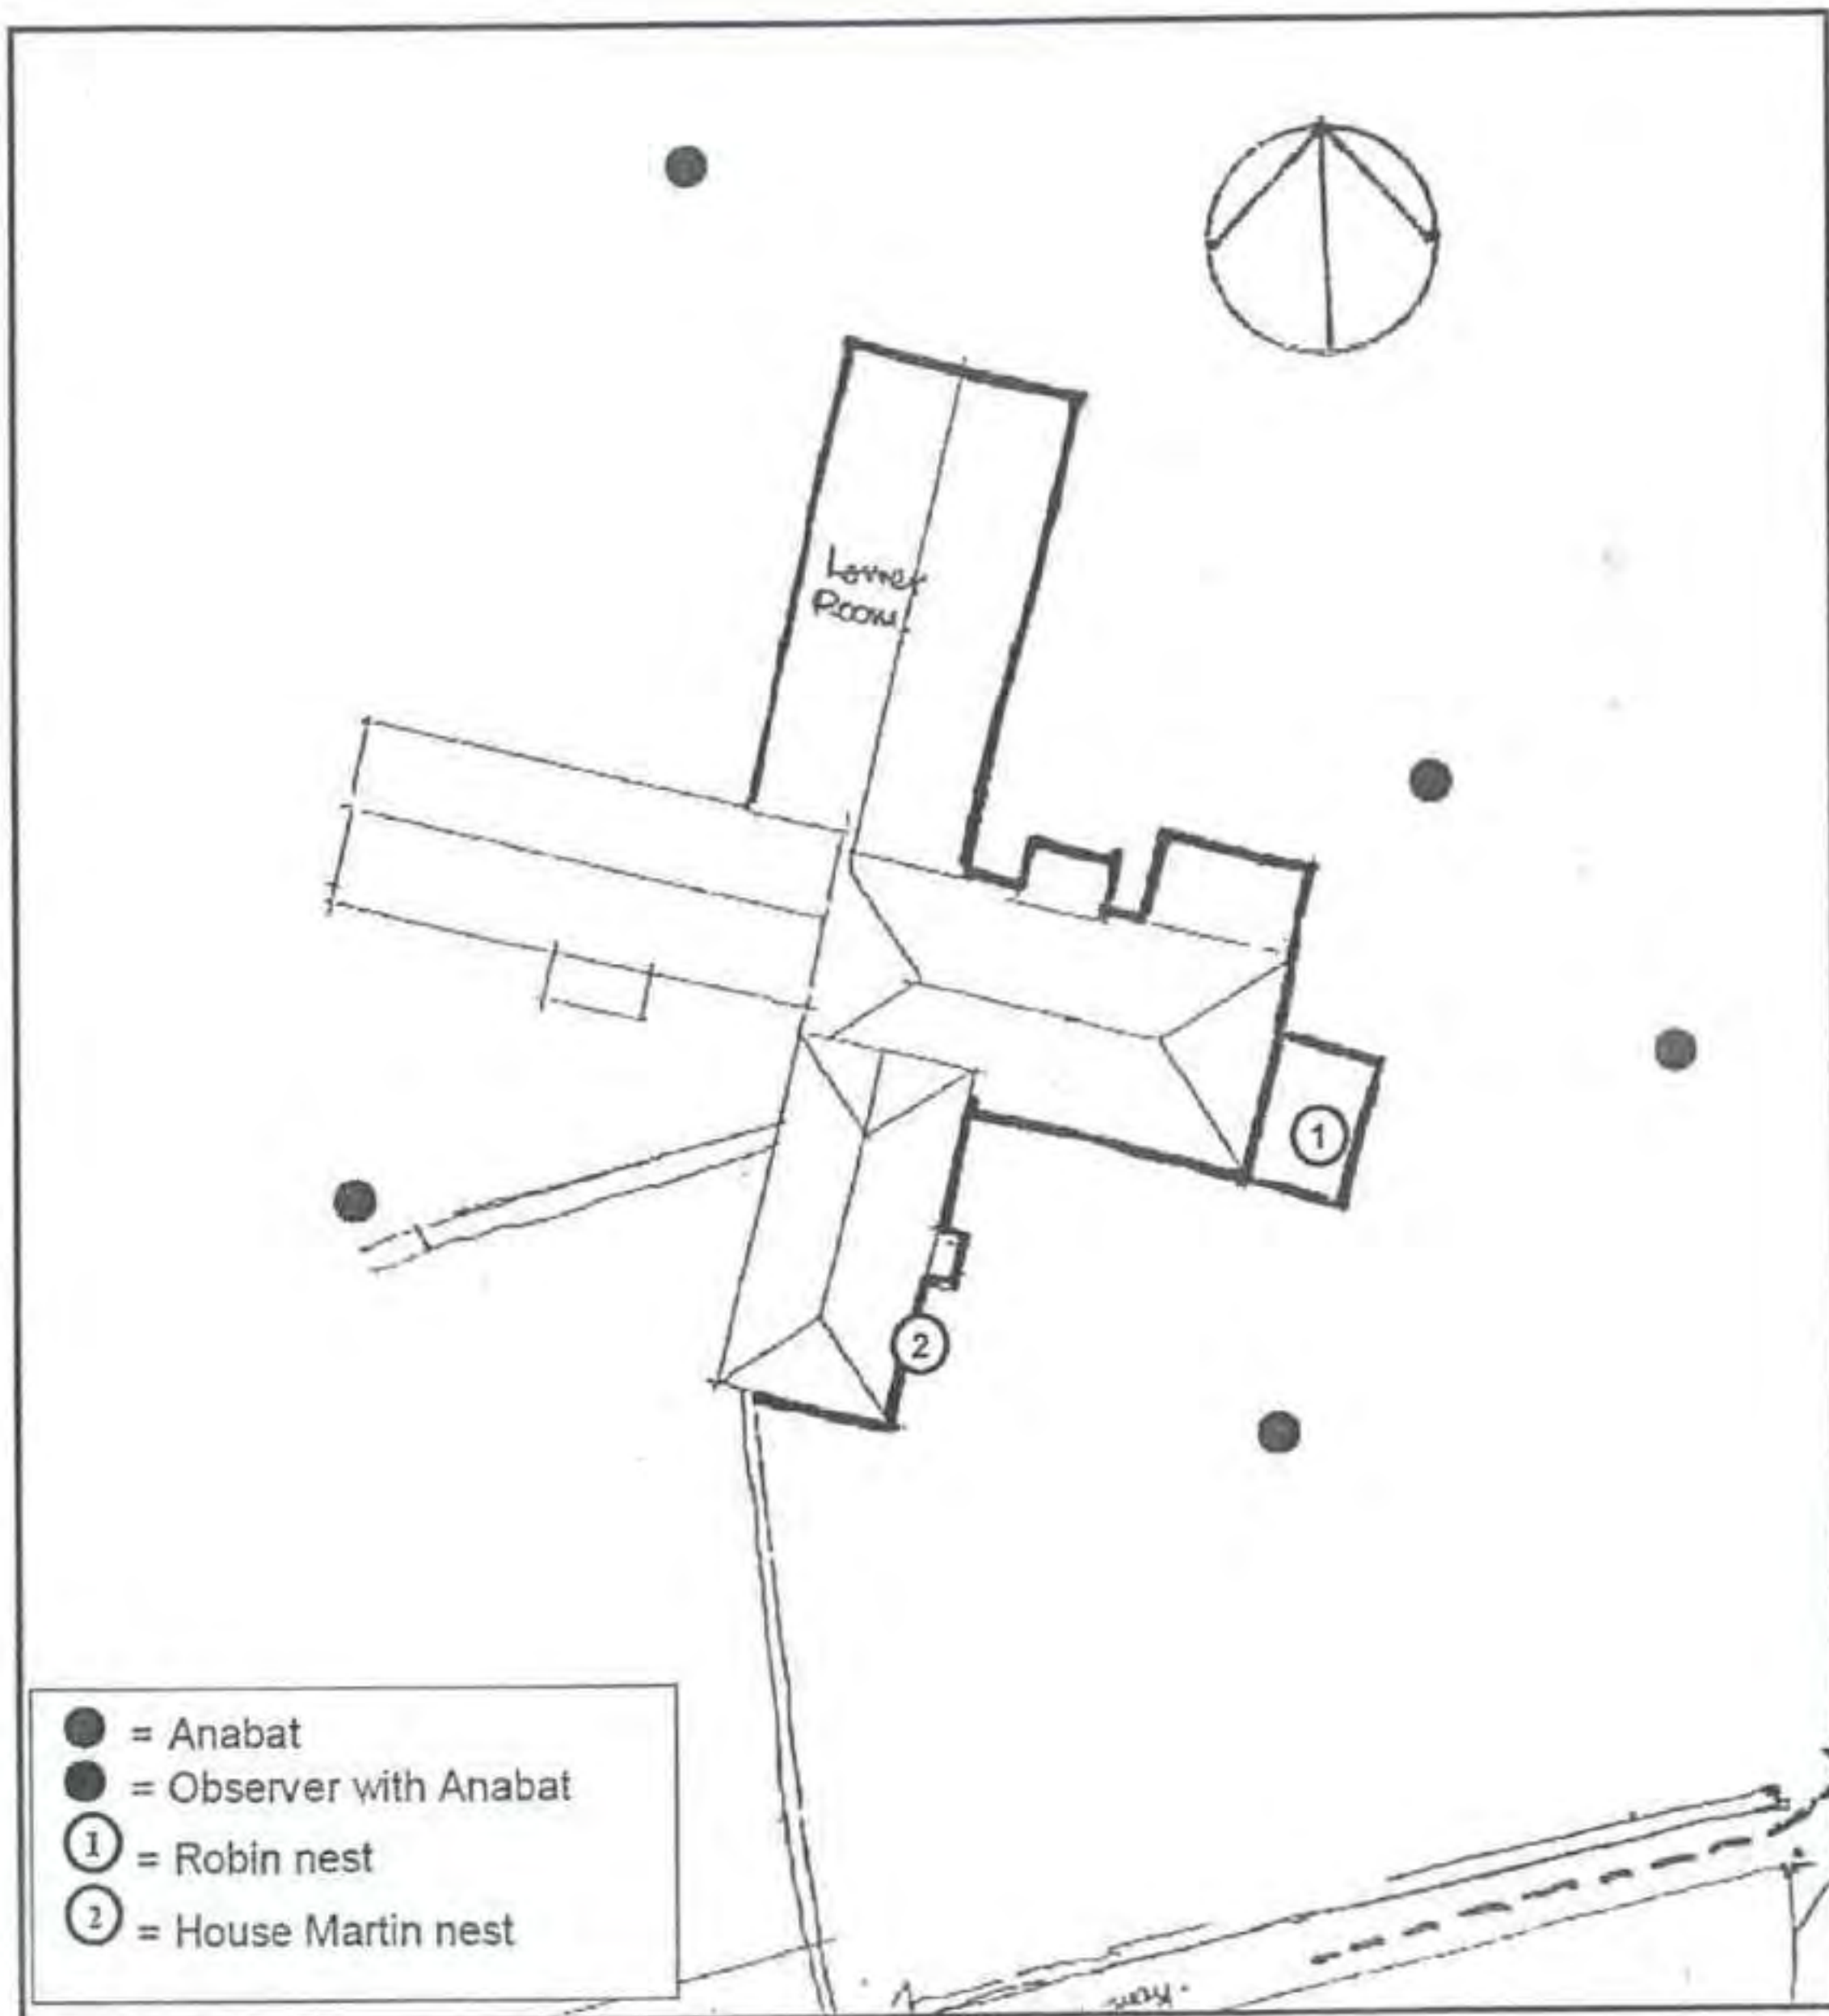 Lower
Room
1
2
= Anabat
= Observer with Anabat
1 = Robin nest
2 = House Martin nest